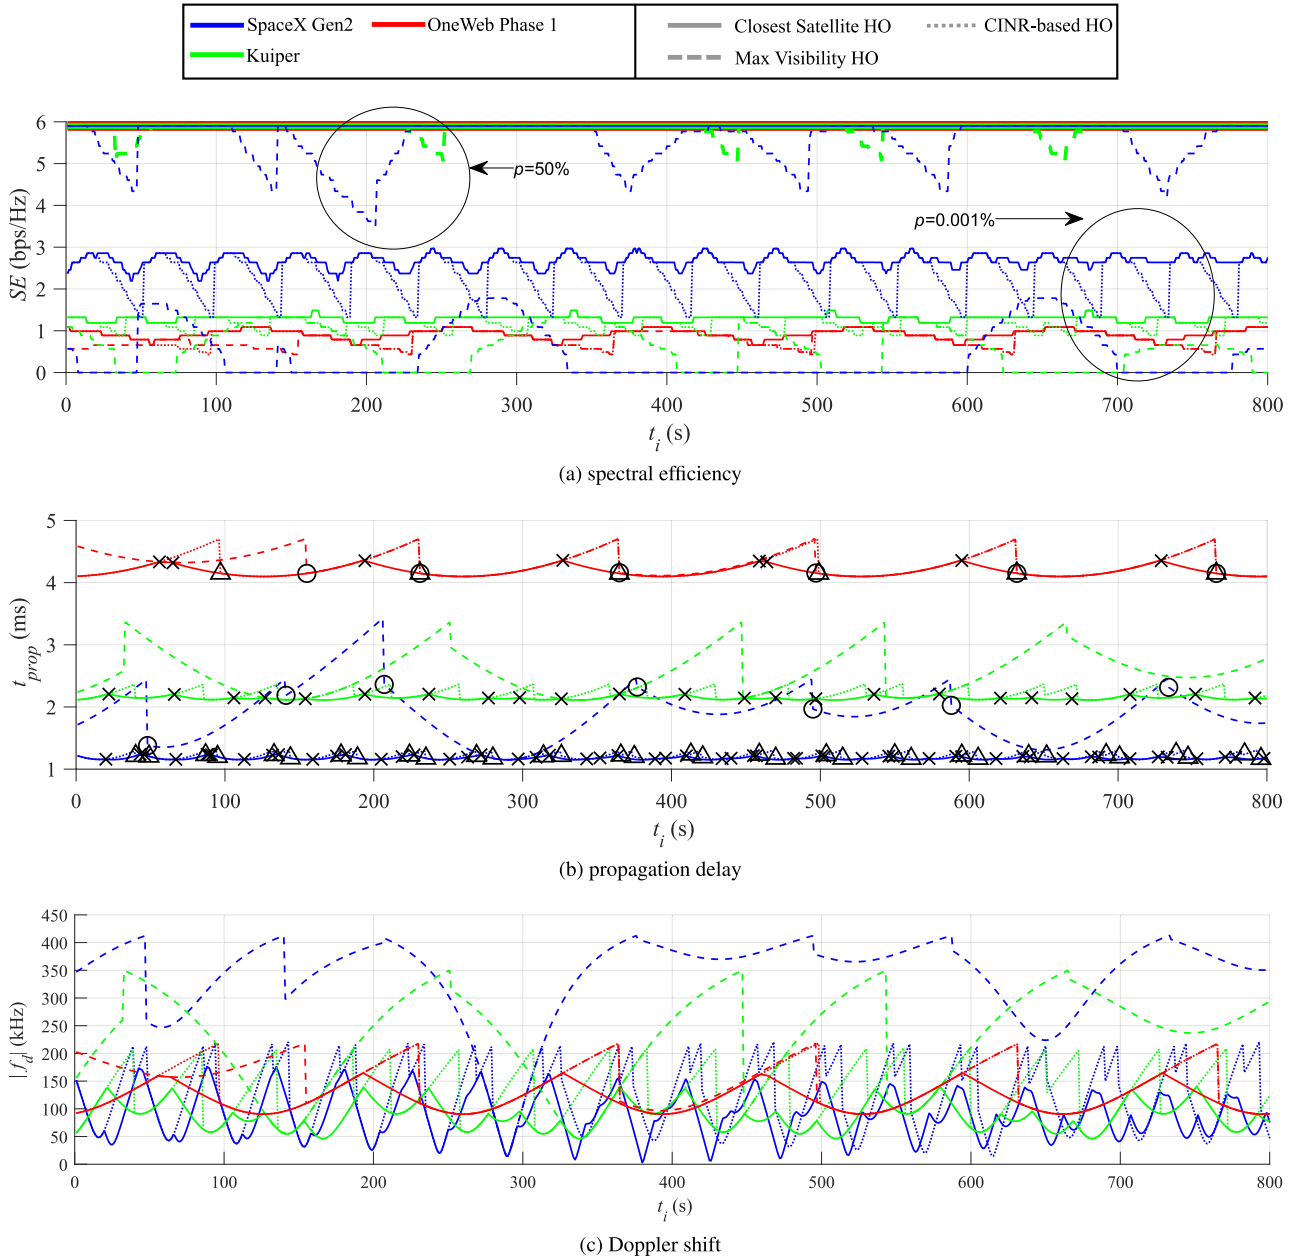 SpaceX Gen2 OneWeb Phase 1 Closest Satellite HO CINR-based HO
Kuiper Max Visibility HO
6
5
4
3
2
1
0
SE (bps/Hz)
p=50%
p=0.001%
0 100 200 300 400 500 600 700 800
t_i (s)
(a) spectral efficiency
5
4
3
2
1
t_prop (ms)
0 100 200 300 400 500 600 700 800
t_i (s)
(b) propagation delay
450
400
350
300
250
200
150
100
50
0
|f_d| (kHz)
0 100 200 300 400 500 600 700 800
t_i (s)
(c) Doppler shift